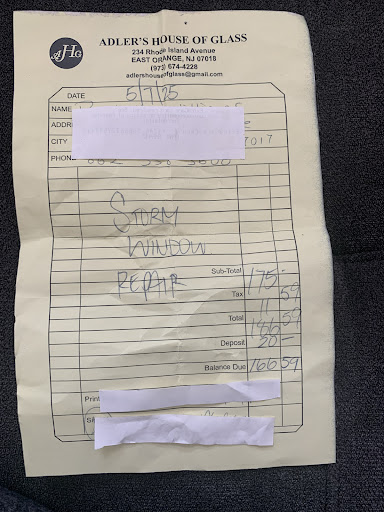 AHG
ADLER'S HOUSE OF GLASS
234 Rhode Island Avenue
EAST ORANGE, NJ 07018
(973) 674-4228
adlershouseofglass@gmail.com
DATE 5/7/25
NAME
ADDR
CITY 7017
PHON
STORM
WINDOW
REPAIR
Sub-Total 175 -
Tax 11 59
Total 186 59
Deposit 20 -
Balance Due 166 59
Print